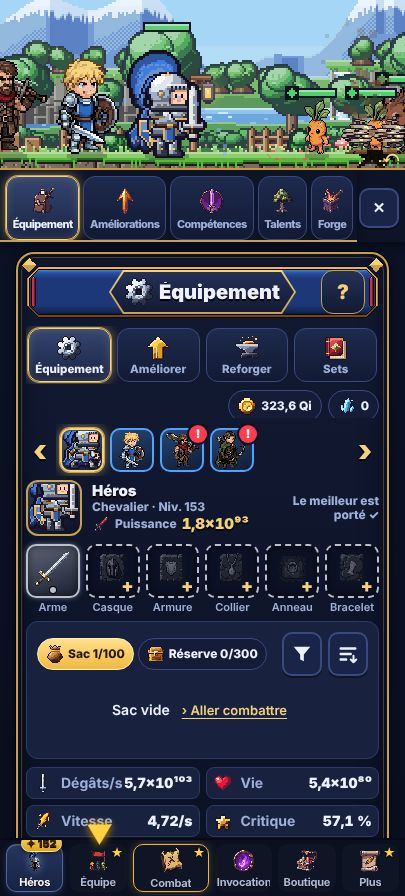 Équipement Améliorations Compétences Talents Forge ×
Équipement ?
Équipement Améliorer Reforger Sets
323,6 Qi 0
! !
Héros
Chevalier · Niv. 153
Puissance 1,8×10⁹³
Le meilleur est
porté ✓
Arme Casque Armure Collier Anneau Bracelet
Sac 1/100 Réserve 0/300
Sac vide › Aller combattre
Dégâts/s 5,7×10¹⁰³ Vie 5,4×10⁸⁰
Vitesse 4,72/s Critique 57,1 %
Héros Équipe Combat Invocation Boutique Plus